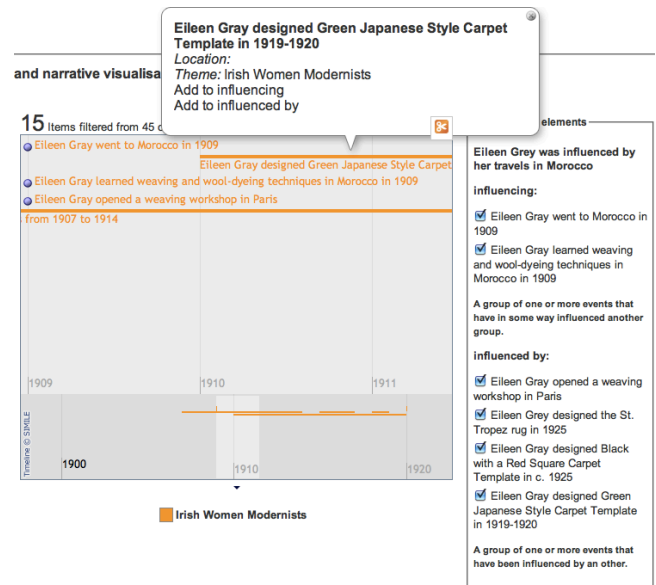 Eileen Gray designed Green Japanese Style Carpet
Template in 1919-1920
Location:
Theme: Irish Women Modernists
Add to influencing
Add to influenced by
and narrative visualisa
15 Items filtered from 45
Eileen Gray went to Morocco in 1909
Eileen Gray designed Green Japanese Style Carpet
Eileen Gray learned weaving and wool-dyeing techniques in Morocco in 1909
Eileen Gray opened a weaving workshop in Paris
from 1907 to 1914
1909
1910
1911
Timeline © SIMILE
1900
1910
1920
Irish Women Modernists
elements
Eileen Grey was influenced by
her travels in Morocco
influencing:
Eileen Gray went to Morocco in
1909
Eileen Gray learned weaving
and wool-dyeing techniques in
Morocco in 1909
A group of one or more events that
have in some way influenced another
group.
influenced by:
Eileen Gray opened a weaving
workshop in Paris
Eileen Gray designed the St.
Tropez rug in 1925
Eileen Gray designed Black
with a Red Square Carpet
Template in c. 1925
Eileen Gray designed Green
Japanese Style Carpet Template
in 1919-1920
A group of one or more events that
have been influenced by an other.